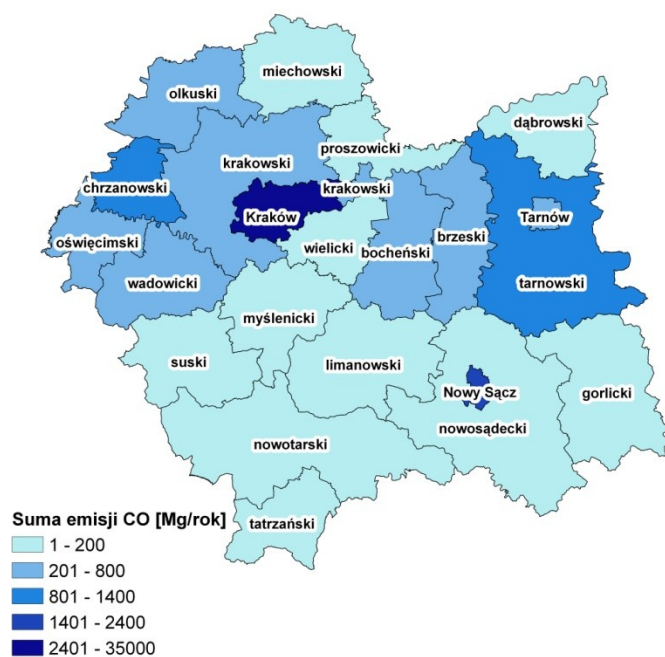 miechowski
olkuski
dąbrowski
proszowicki
krakowski
chrzanowski
krakowski
Kraków
Tarnów
oświęcimski
wielicki
brzeski
bocheński
wadowicki
tarnowski
myślenicki
suski
limanowski
Nowy Sącz
gorlicki
nowosądecki
nowotarski
tatrzański
Suma emisji CO [Mg/rok]
1 - 200
201 - 800
801 - 1400
1401 - 2400
2401 - 35000